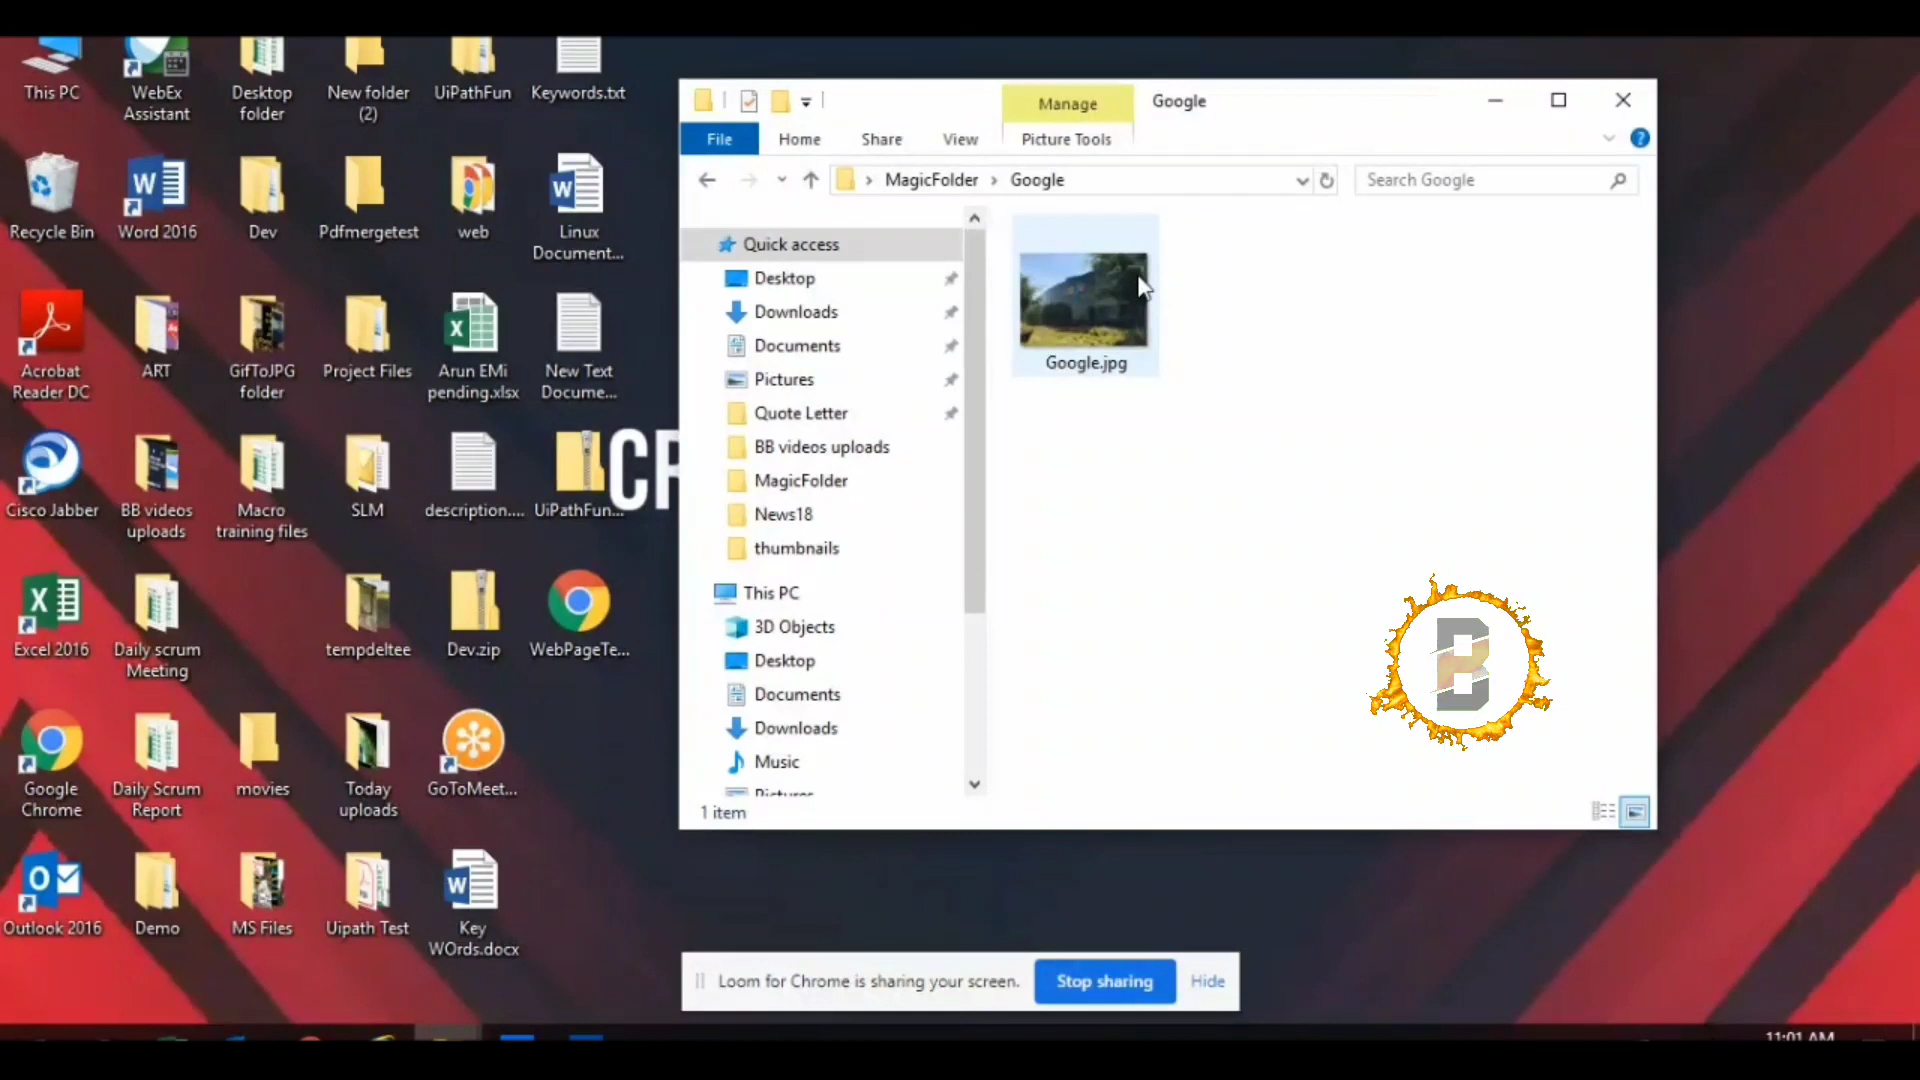 This PC
WebEx
Assistant
Desktop
folder
New folder
(2)
UiPathFun
Keywords.txt
Recycle Bin
Word 2016
Dev
Pdfmergetest
web
Linux
Document...
Acrobat
Reader DC
ART
GifToJPG
folder
Project Files
Arun EMi
pending.xlsx
New Text
Docume...
Cisco Jabber
BB videos
uploads
Macro
training files
SLM
description....
UiPathFun...
Excel 2016
Daily scrum
Meeting
tempdeltee
Dev.zip
WebPageTe...
Google
Chrome
Daily Scrum
Report
movies
Today
uploads
GoToMeet...
Outlook 2016
Demo
MS Files
Uipath Test
Key
WOrds.docx
Manage
Google
File
Home
Share
View
Picture Tools
MagicFolder
Google
Search Google
Quick access
Desktop
Downloads
Documents
Pictures
Quote Letter
BB videos uploads
MagicFolder
News18
thumbnails
This PC
3D Objects
Desktop
Documents
Downloads
Music
Pictures
Google.jpg
1 item
B
Loom for Chrome is sharing your screen.
Stop sharing
Hide
11:01 AM